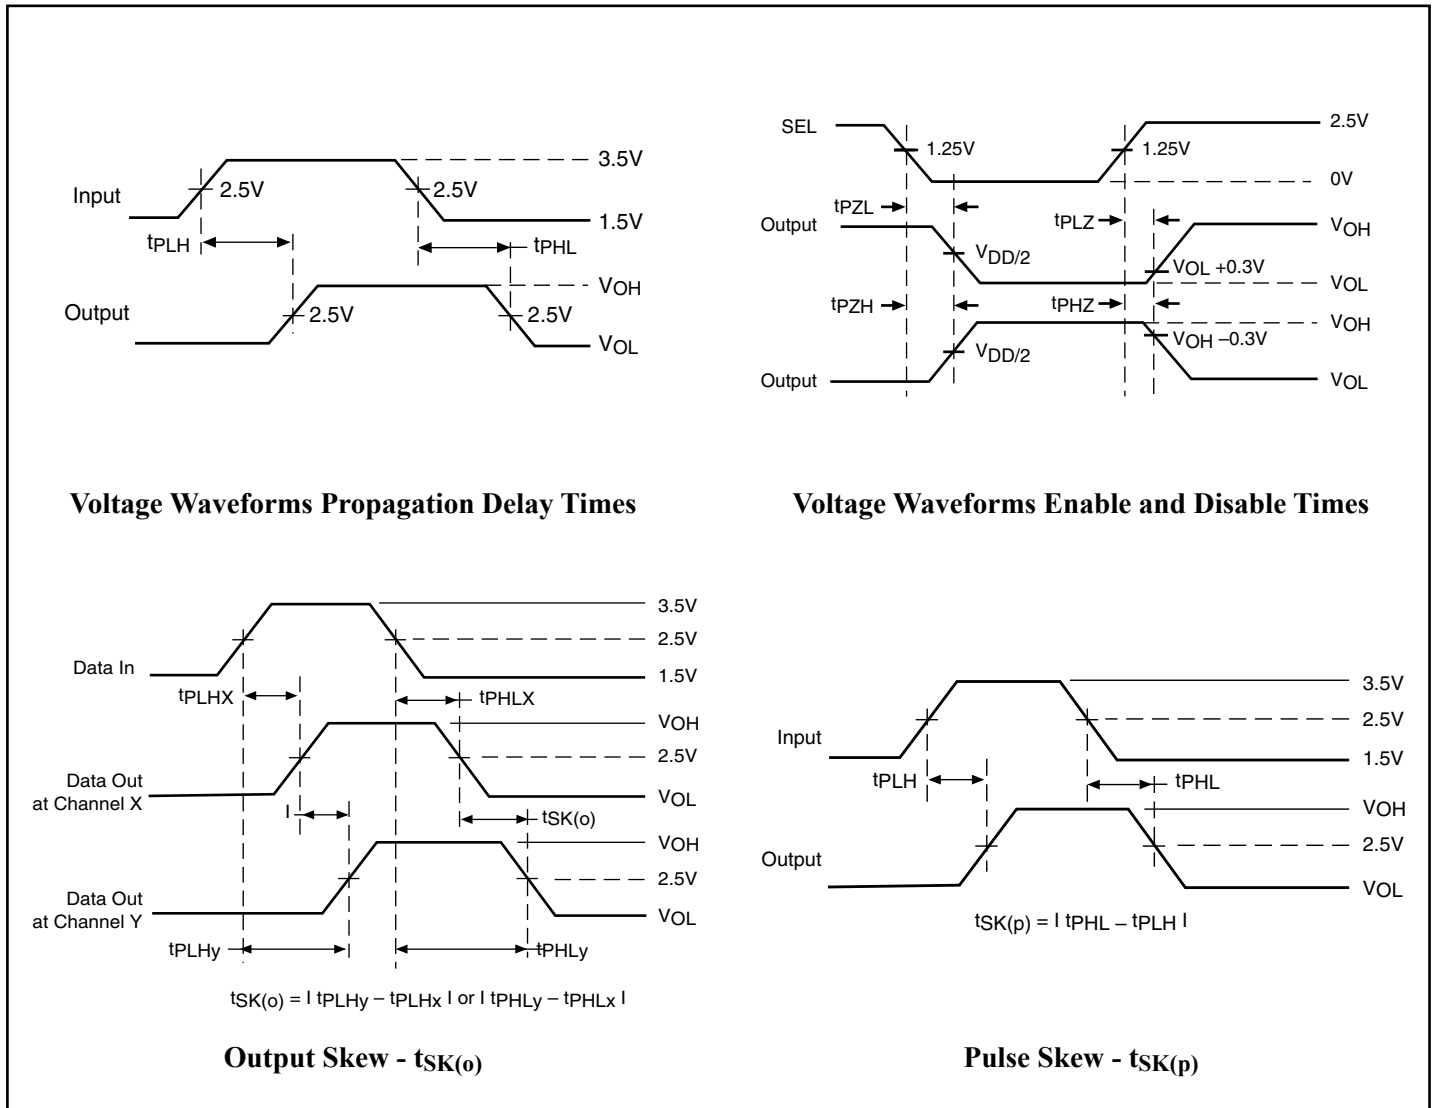 Input
2.5V
2.5V
3.5V
1.5V
tPLH
tPHL
Output
2.5V
2.5V
VOH
VOL
Voltage Waveforms Propagation Delay Times
SEL
1.25V
1.25V
2.5V
0V
tPZL
tPLZ
Output
VDD/2
VOL +0.3V
VOH
VOL
tPZH
tPHZ
Output
VDD/2
VOH –0.3V
VOH
VOL
Voltage Waveforms Enable and Disable Times
Data In
3.5V
2.5V
1.5V
tPLHX
tPHLX
Data Out
at Channel X
VOH
2.5V
VOL
I
tSK(o)
Data Out
at Channel Y
VOH
2.5V
VOL
tPLHy
tPHLy
tSK(o) = I tPLHy – tPLHx I or I tPHLy – tPHLx I
Output Skew - tSK(o)
Input
3.5V
2.5V
1.5V
tPLH
tPHL
Output
VOH
2.5V
VOL
tSK(p) = I tPHL – tPLH I
Pulse Skew - tSK(p)